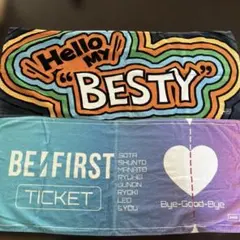 Hello
MY
"BESTY"
BE:FIRST
TICKET
SOTA
SHUNTO
MANATO
RYUHEI
JUNON
RYOKI
LEO
&YOU
Bye-Good-Bye